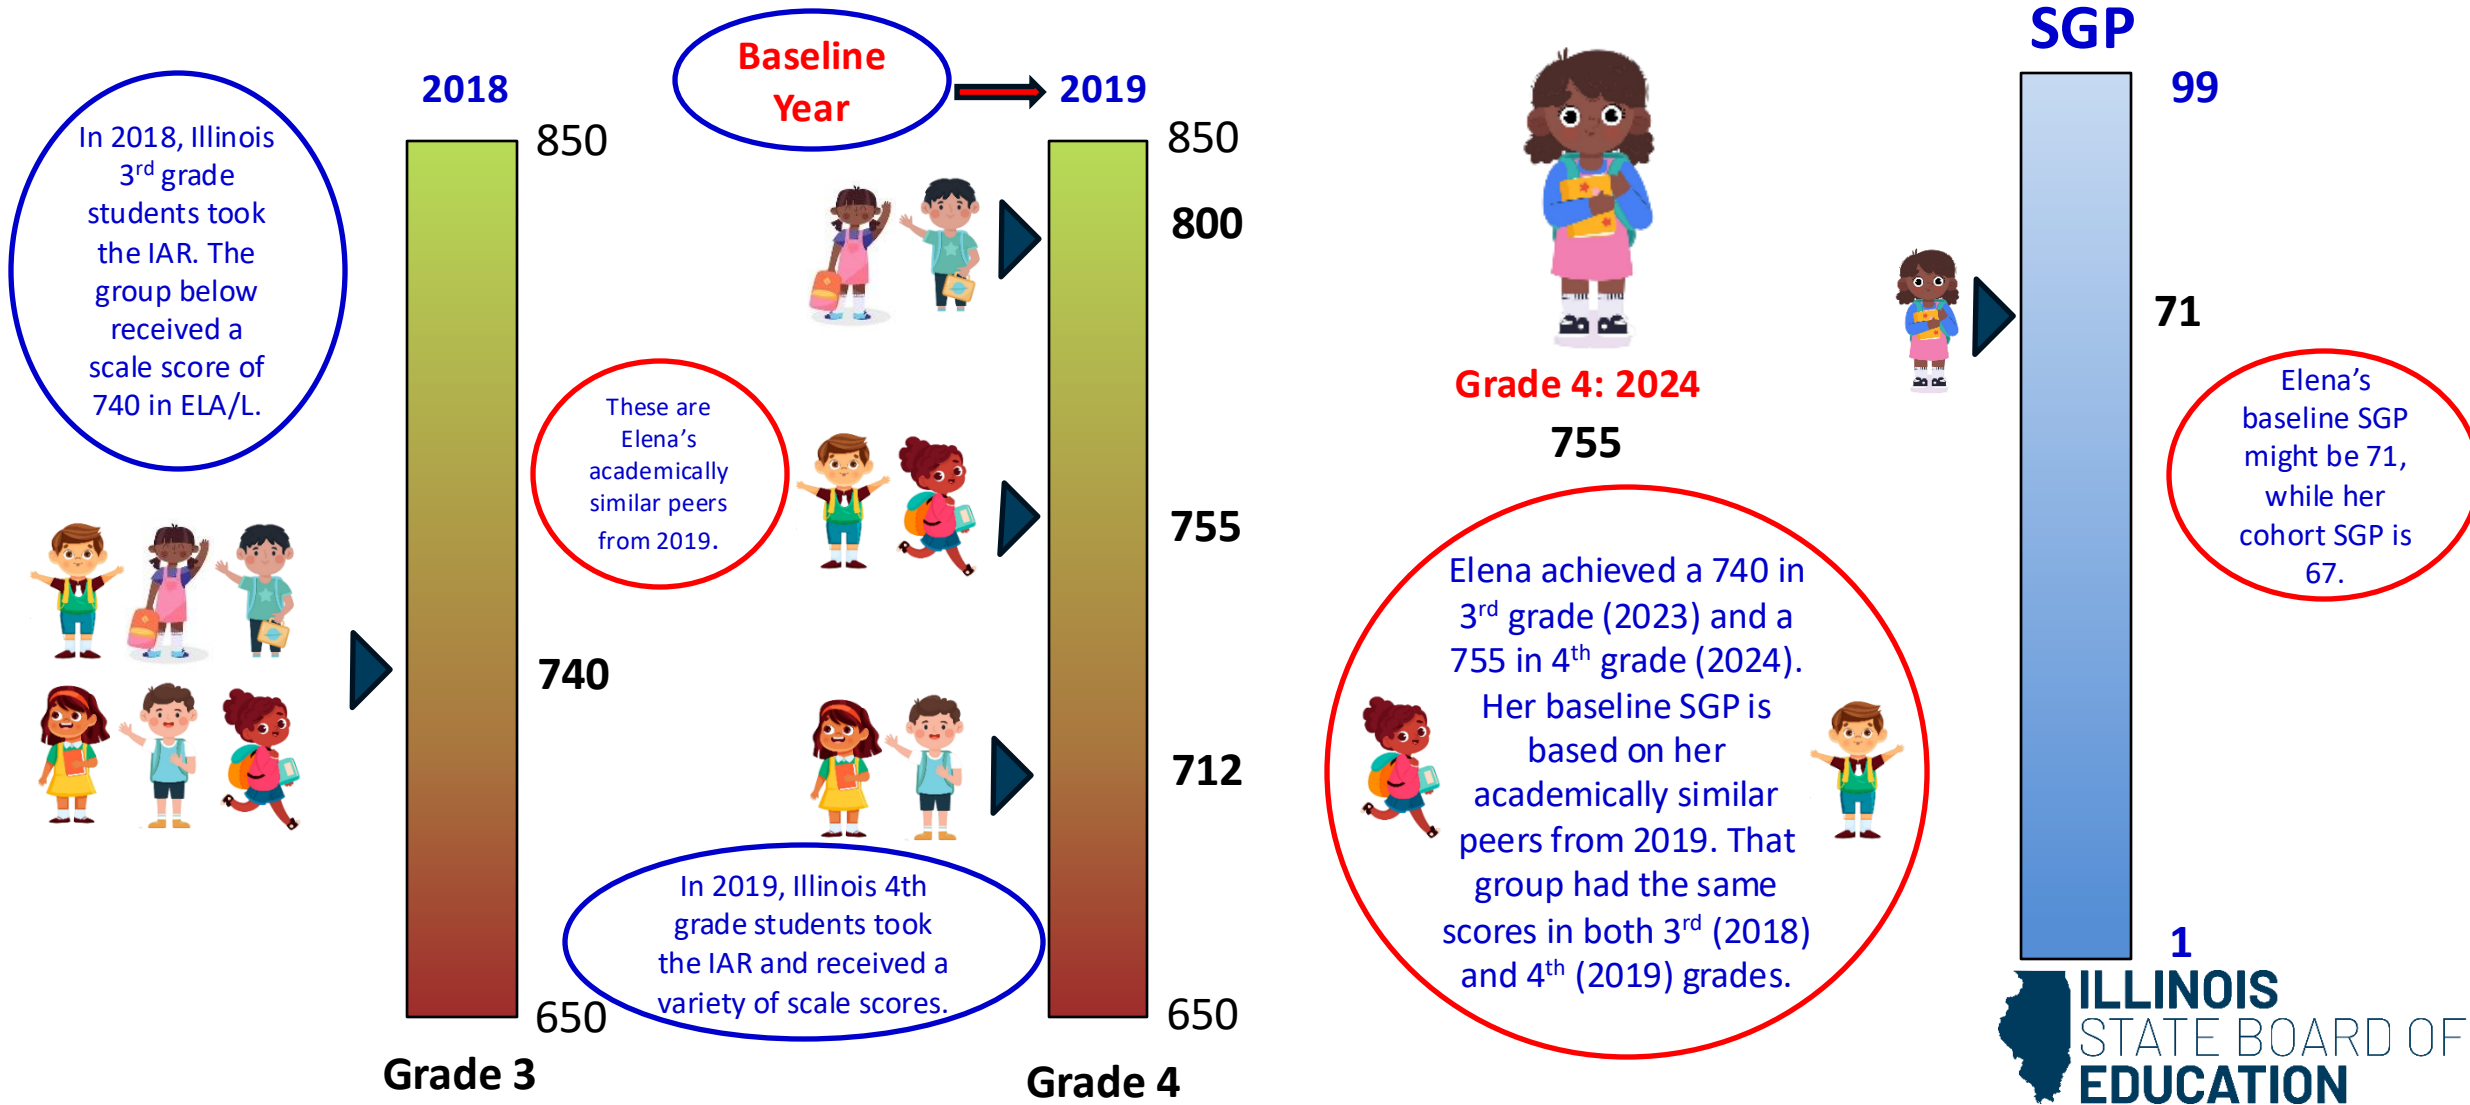 In 2018, Illinois
3rd grade
students took
the IAR. The
group below
received a
scale score of
740 in ELA/L.
2018
850
740
650
Grade 3
Baseline
Year
2019
These are
Elena’s
academically
similar peers
from 2019.
850
800
755
712
650
Grade 4
In 2019, Illinois 4th
grade students took
the IAR and received a
variety of scale scores.
Grade 4: 2024
755
Elena achieved a 740 in
3rd grade (2023) and a
755 in 4th grade (2024).
Her baseline SGP is
based on her
academically similar
peers from 2019. That
group had the same
scores in both 3rd (2018)
and 4th (2019) grades.
SGP
99
71
1
Elena’s
baseline SGP
might be 71,
while her
cohort SGP is
67.
ILLINOIS
STATE BOARD OF
EDUCATION